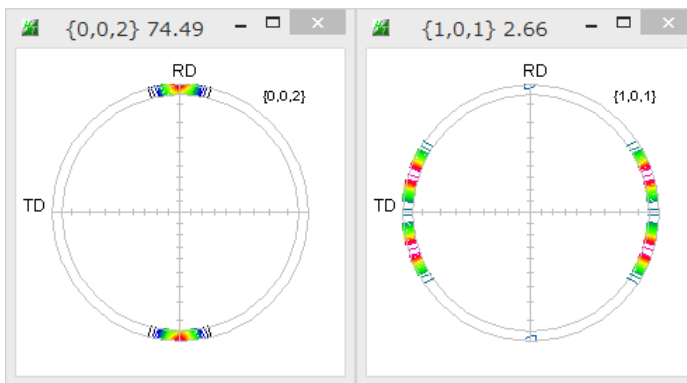 {0,0,2} 74.49
RD
{0,0,2}
TD
{1,0,1} 2.66
RD
{1,0,1}
TD